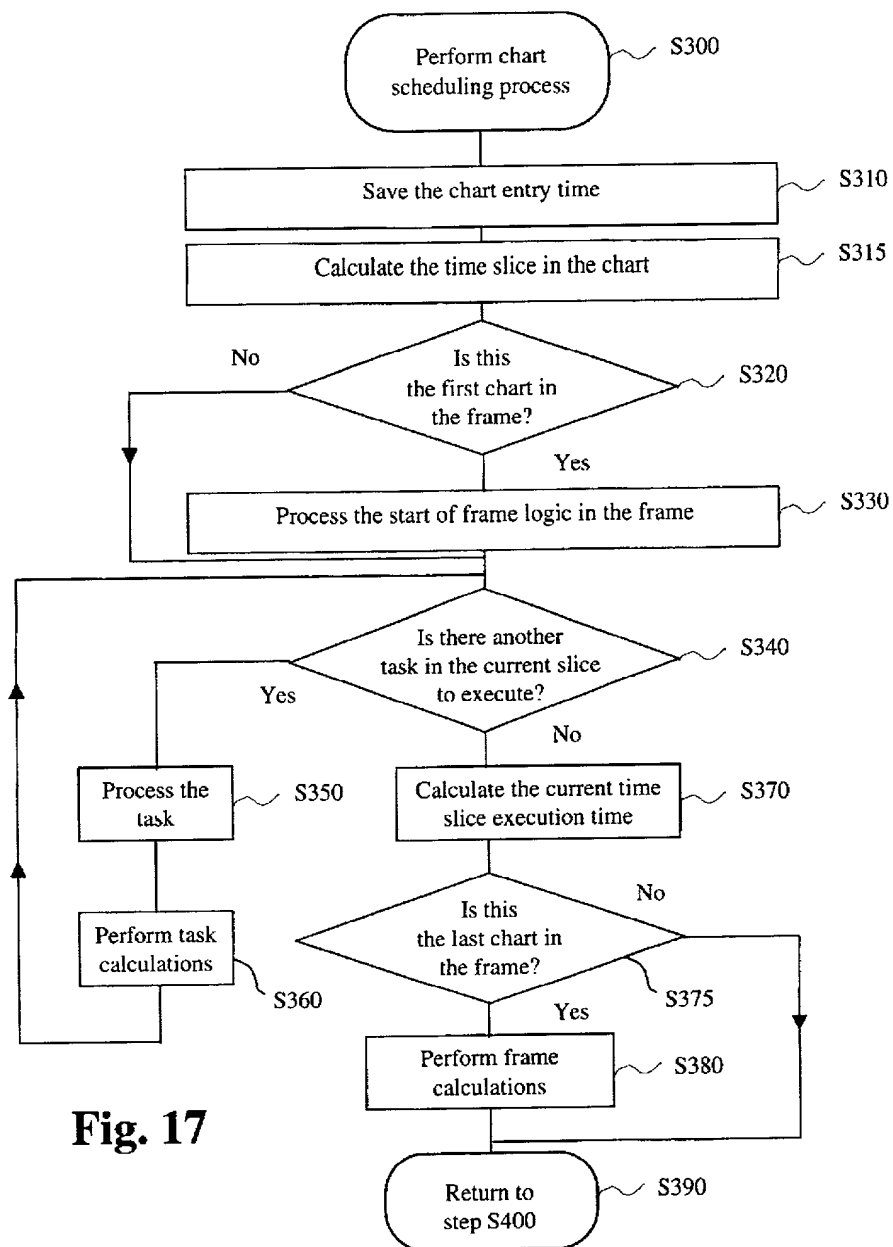 Perform chart
scheduling process
S300
Save the chart entry time
S310
Calculate the time slice in the chart
S315
No
Is this
the first chart in
the frame?
S320
Yes
Process the start of frame logic in the frame
S330
Is there another
task in the current slice
to execute?
S340
Yes
No
Process the
task
S350
Calculate the current time
slice execution time
S370
Perform task
calculations
S360
Is this
the last chart in
the frame?
No
S375
Yes
Perform frame
calculations
S380
Fig. 17
Return to
step S400
S390